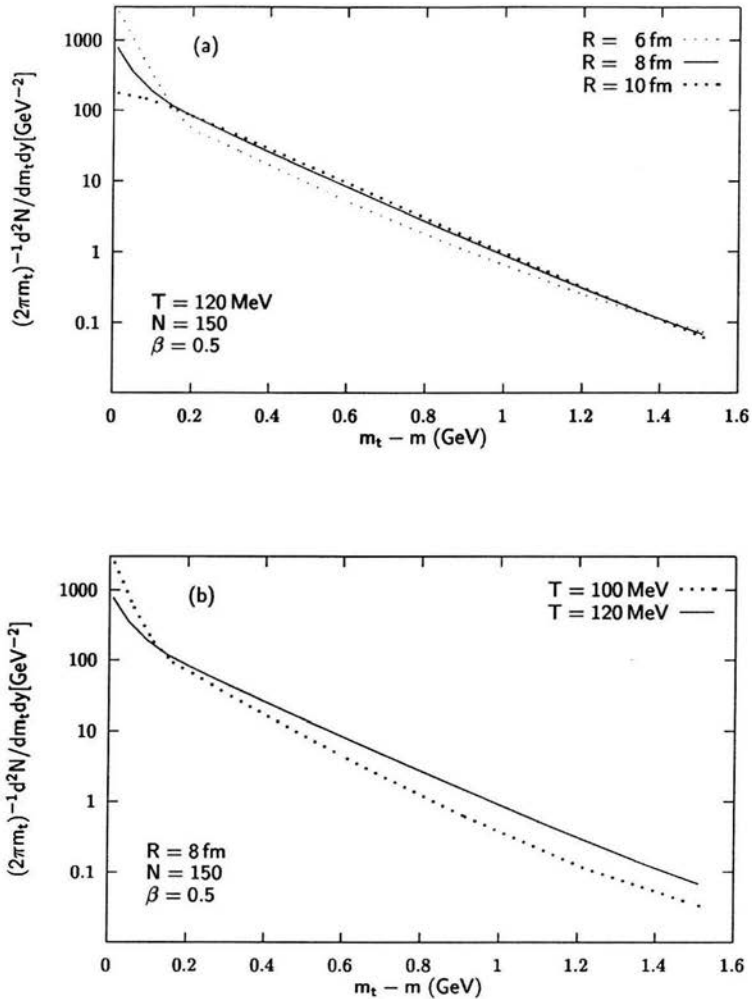 (2πmₜ)⁻¹d²N/dmₜdy[GeV⁻²]
1000
100
10
1
0.1
(a)
R = 6 fm
R = 8 fm
R = 10 fm
T = 120 MeV
N = 150
β = 0.5
0 0.2 0.4 0.6 0.8 1 1.2 1.4 1.6
mₜ − m (GeV)
(2πmₜ)⁻¹d²N/dmₜdy[GeV⁻²]
1000
100
10
1
0.1
(b)
T = 100 MeV
T = 120 MeV
R = 8 fm
N = 150
β = 0.5
0 0.2 0.4 0.6 0.8 1 1.2 1.4 1.6
mₜ − m (GeV)